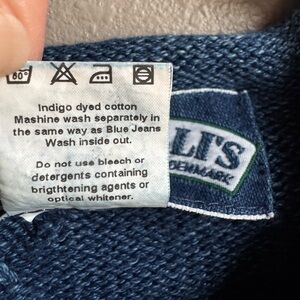 60°
Indigo dyed cotton
Mashine wash separately in
the same way as Blue Jeans
Wash inside out.
Do not use bleach or
detergents containing
brigthtening agents or
optical whitener.
LI'S
DENMARK